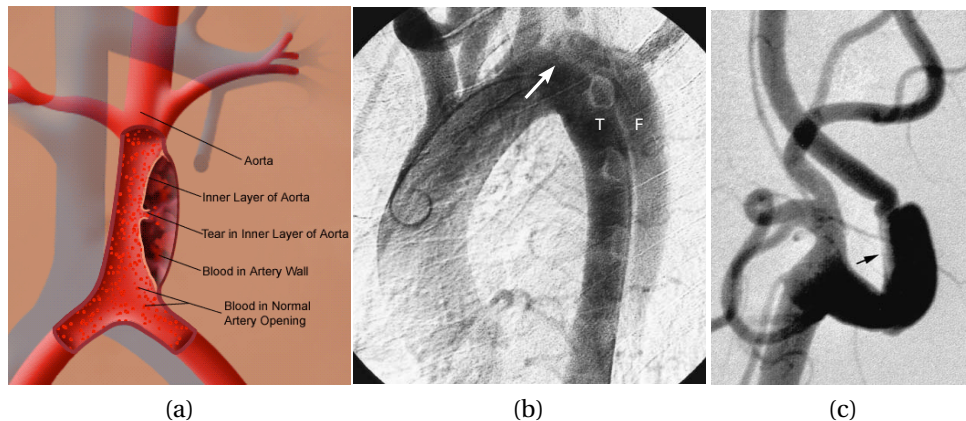 Aorta
Inner Layer of Aorta
Tear in Inner Layer of Aorta
Blood in Artery Wall
Blood in Normal
Artery Opening
T F
(a) (b) (c)